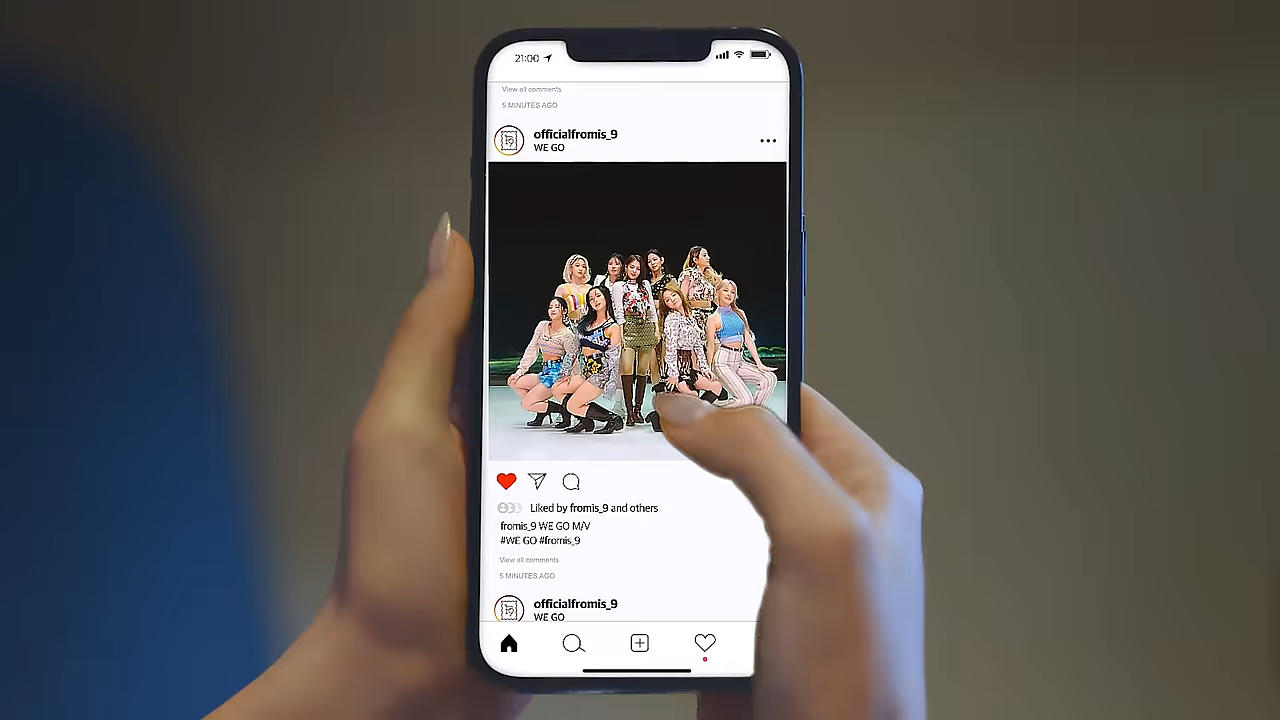 21:00
View all comments
5 MINUTES AGO
officialfromis_9
WE GO
Liked by fromis_9 and others
fromis_9 WE GO M/V
#WE GO #fromis_9
View all comments
5 MINUTES AGO
officialfromis_9
WE GO